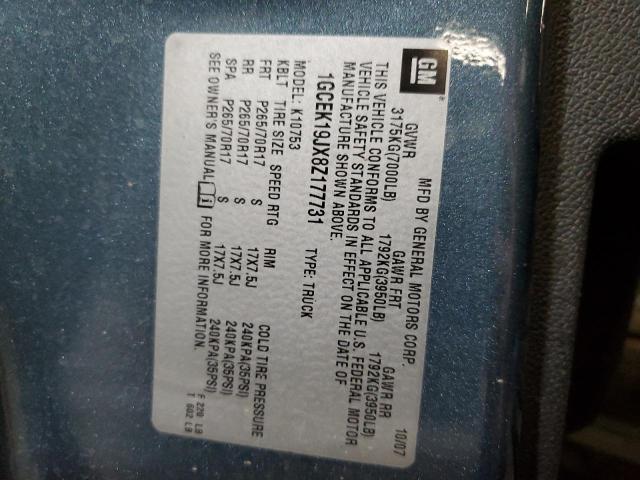 GM
MFD BY GENERAL MOTORS CORP. 10/07
GVWR GAWR FRT GAWR RR
3175KG(7000LB) 1792KG(3950LB) 1792KG(3950LB)
THIS VEHICLE CONFORMS TO ALL APPLICABLE U.S. FEDERAL MOTOR
VEHICLE SAFETY STANDARDS IN EFFECT ON THE DATE OF
MANUFACTURE SHOWN ABOVE.
1GCEK19JX8Z177731 TYPE: TRUCK
MODEL: K10753
KBLT TIRE SIZE SPEED RTG RIM COLD TIRE PRESSURE
FRT P265/70R17 S 17X7.5J 240KPA(35PSI)
RR P265/70R17 S 17X7.5J 240KPA(35PSI)
SPA P265/70R17 S 17X7.5J 240KPA(35PSI)
SEE OWNER'S MANUAL i FOR MORE INFORMATION.
F 220 LB
T 602 LB